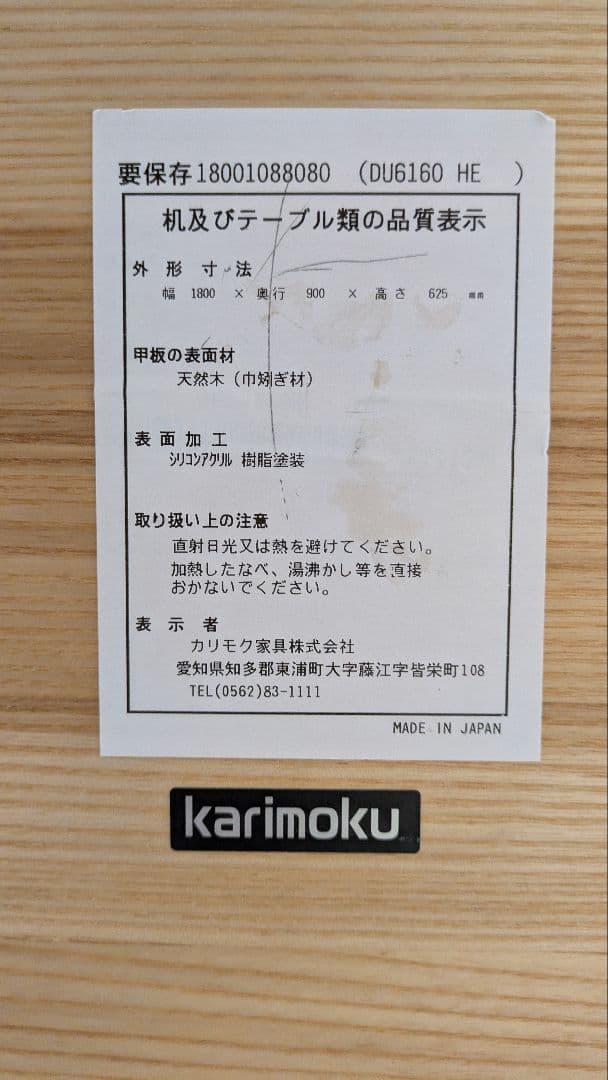 要保存18001088080 (DU6160 HE )
机及びテーブル類の品質表示
外形寸法
幅 1800 × 奥行 900 × 高さ 625 mm
甲板の表面材
天然木（巾矧ぎ材）
表面加工
ｼﾘｺﾝｱｸﾘﾙ 樹脂塗装
取り扱い上の注意
直射日光又は熱を避けてください。
加熱したなべ、湯沸かし等を直接
おかないでください。
表示者
カリモク家具株式会社
愛知県知多郡東浦町大字藤江字皆栄町108
TEL(0562)83-1111
MADE IN JAPAN
karimoku